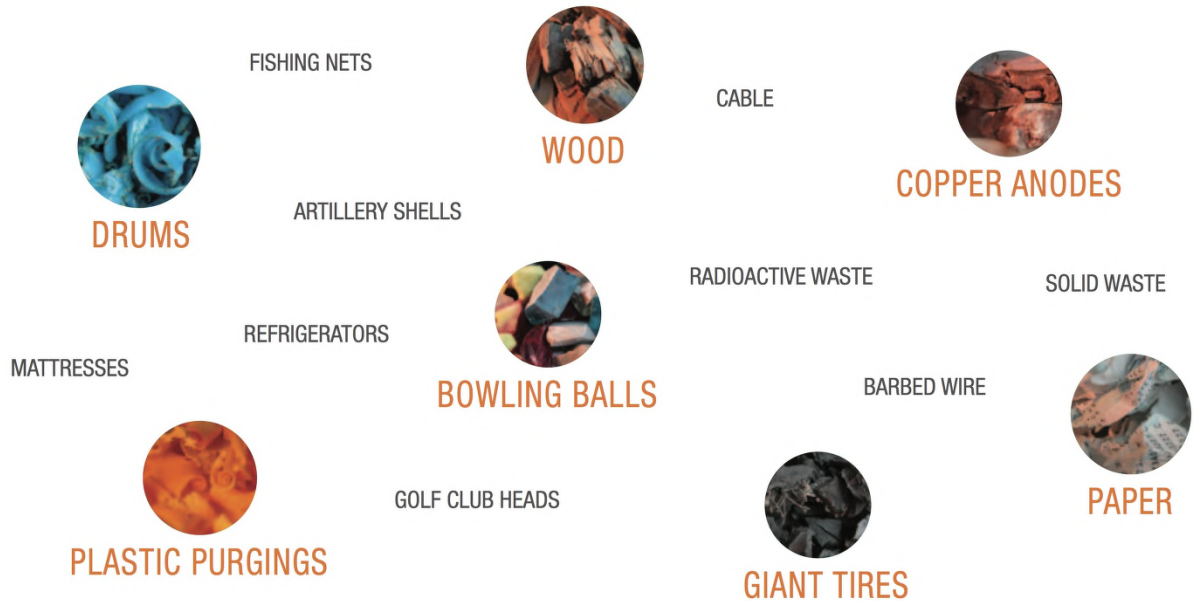 FISHING NETS
CABLE
WOOD
COPPER ANODES
DRUMS
ARTILLERY SHELLS
RADIOACTIVE WASTE
SOLID WASTE
REFRIGERATORS
MATTRESSES
BOWLING BALLS
BARBED WIRE
GOLF CLUB HEADS
PAPER
PLASTIC PURGINGS
GIANT TIRES